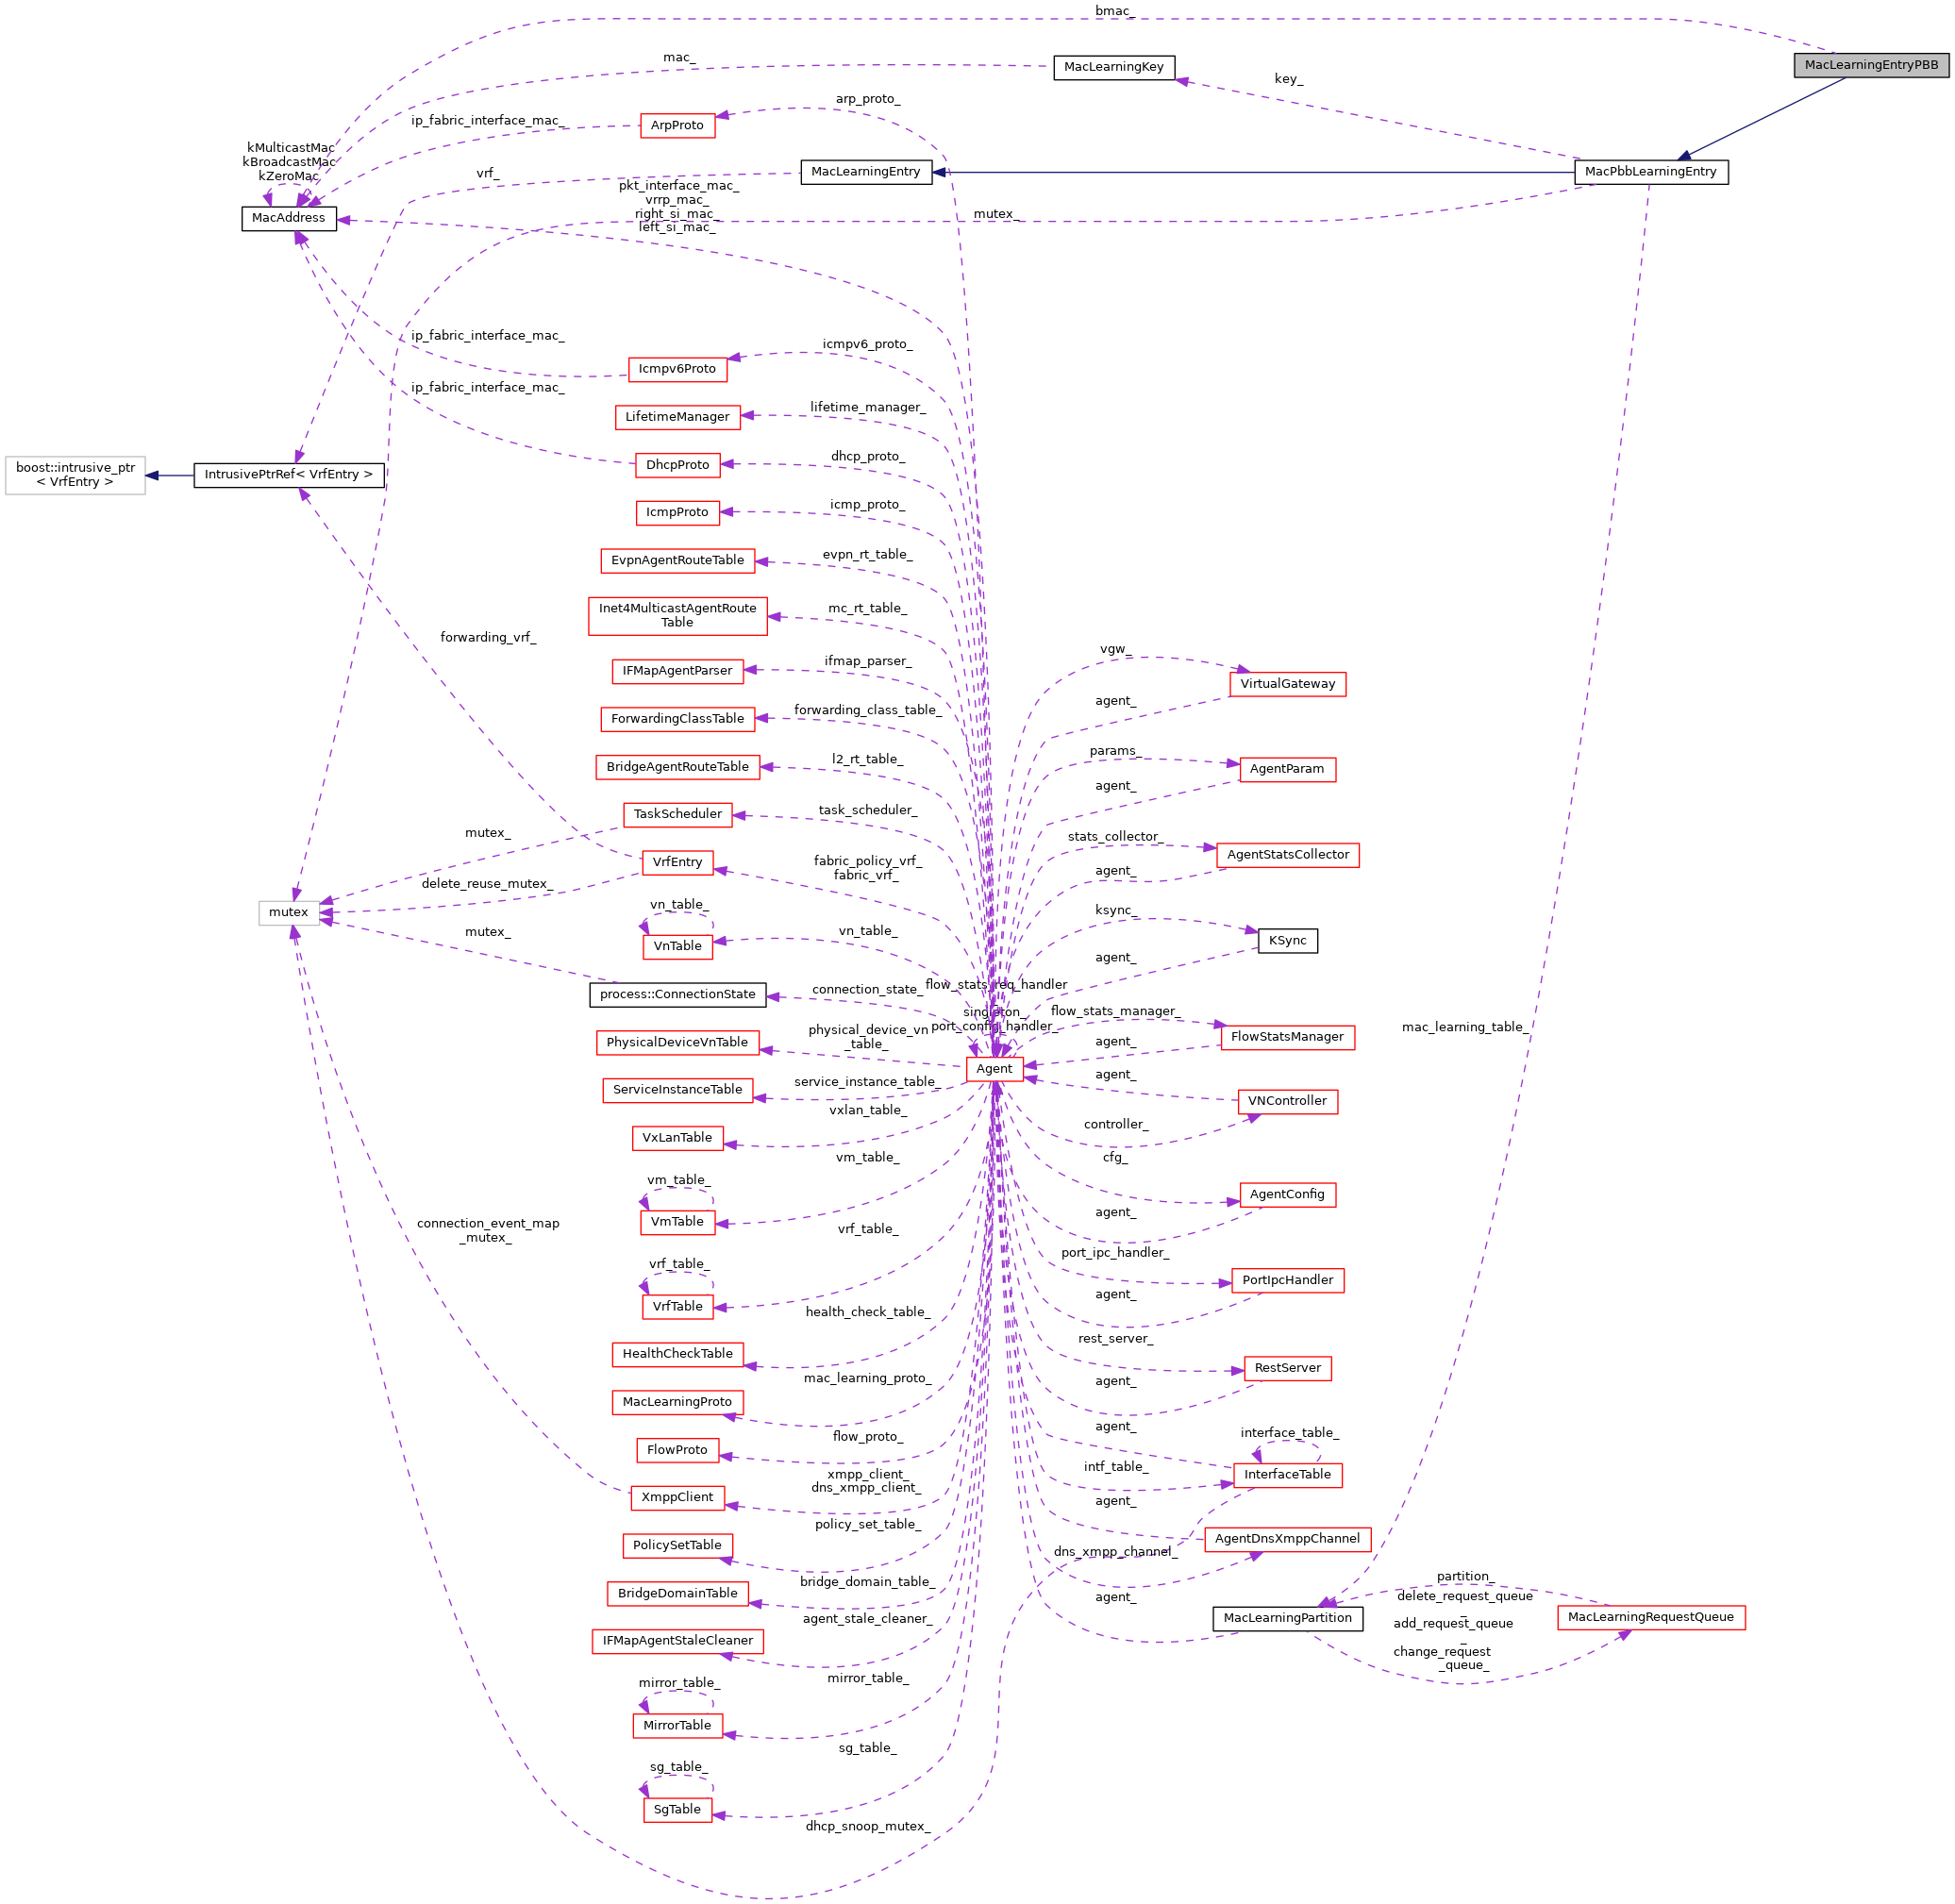 bmac_
MacLearningEntryPBB
mac_
MacLearningKey
key_
arp_proto_
ip_fabric_interface_mac_
ArpProto
kMulticastMac
kBroadcastMac
kZeroMac
vrf_
MacLearningEntry
MacPbbLearningEntry
pkt_interface_mac_
vrrp_mac_
right_si_mac_
left_si_mac_
mutex_
MacAddress
ip_fabric_interface_mac_
icmpv6_proto_
Icmpv6Proto
ip_fabric_interface_mac_
lifetime_manager_
LifetimeManager
dhcp_proto_
DhcpProto
boost::intrusive_ptr
< VrfEntry >
IntrusivePtrRef< VrfEntry >
icmp_proto_
IcmpProto
evpn_rt_table_
EvpnAgentRouteTable
mc_rt_table_
Inet4MulticastAgentRoute
Table
forwarding_vrf_
ifmap_parser_
IFMapAgentParser
vgw_
VirtualGateway
agent_
forwarding_class_table_
ForwardingClassTable
params_
AgentParam
agent_
l2_rt_table_
BridgeAgentRouteTable
task_scheduler_
TaskScheduler
mutex_
stats_collector_
AgentStatsCollector
agent_
VrfEntry
fabric_policy_vrf_
fabric_vrf_
delete_reuse_mutex_
mutex
vn_table_
VnTable
vn_table_
ksync_
KSync
agent_
mutex_
process::ConnectionState
connection_state_
flow_stats_req_handler
_
singleton_
port_config_handler_
flow_stats_manager_
FlowStatsManager
agent_
mac_learning_table_
PhysicalDeviceVnTable
physical_device_vn
_table_
Agent
agent_
ServiceInstanceTable
service_instance_table_
VNController
controller_
VxLanTable
vxlan_table_
cfg_
vm_table_
vm_table_
VmTable
AgentConfig
agent_
connection_event_map
_mutex_
vrf_table_
vrf_table_
VrfTable
port_ipc_handler_
PortIpcHandler
agent_
health_check_table_
HealthCheckTable
rest_server_
RestServer
agent_
mac_learning_proto_
MacLearningProto
agent_
interface_table_
flow_proto_
FlowProto
intf_table_
InterfaceTable
xmpp_client_
dns_xmpp_client_
XmppClient
agent_
policy_set_table_
PolicySetTable
AgentDnsXmppChannel
dns_xmpp_channel_
bridge_domain_table_
BridgeDomainTable
agent_
partition_
agent_stale_cleaner_
IFMapAgentStaleCleaner
MacLearningPartition
delete_request_queue
_
add_request_queue
_
change_request
_queue_
MacLearningRequestQueue
mirror_table_
mirror_table_
MirrorTable
sg_table_
sg_table_
SgTable
dhcp_snoop_mutex_